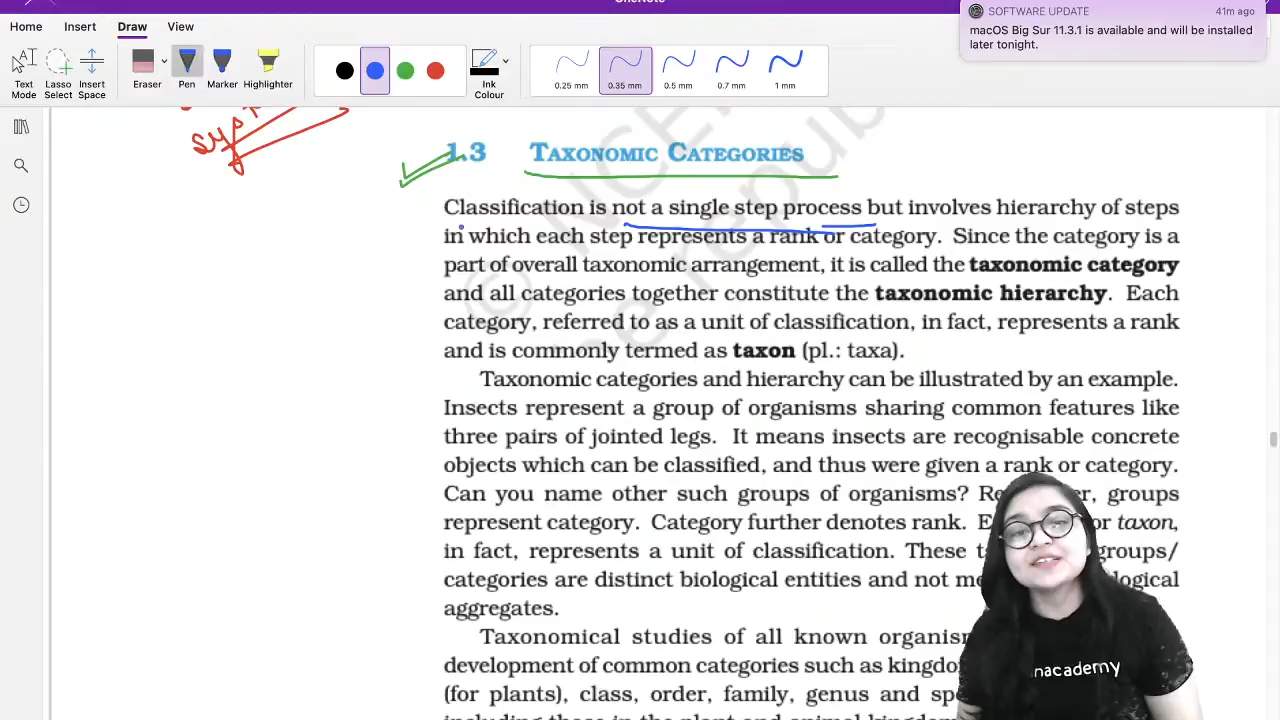 OneNote
SOFTWARE UPDATE 41m ago
macOS Big Sur 11.3.1 is available and will be installed
later tonight.
Home Insert Draw View
Text Mode
Lasso Select
Insert Space
Eraser
Pen
Marker
Highlighter
Ink Colour
0.25 mm 0.35 mm 0.5 mm 0.7 mm 1 mm
1.3 TAXONOMIC CATEGORIES
Classification is not a single step process but involves hierarchy of steps
in which each step represents a rank or category. Since the category is a
part of overall taxonomic arrangement, it is called the taxonomic category
and all categories together constitute the taxonomic hierarchy. Each
category, referred to as a unit of classification, in fact, represents a rank
and is commonly termed as taxon (pl.: taxa).
Taxonomic categories and hierarchy can be illustrated by an example.
Insects represent a group of organisms sharing common features like
three pairs of jointed legs. It means insects are recognisable concrete
objects which can be classified, and thus were given a rank or category.
Can you name other such groups of organisms? groups
represent category. Category further denotes rank. or taxon,
in fact, represents a unit of classification. These groups/
categories are distinct biological entities and not
aggregates.
Taxonomical studies of all known
development of common categories such as
(for plants), class, order, family, genus and
including those in the plant and animal
nacademy